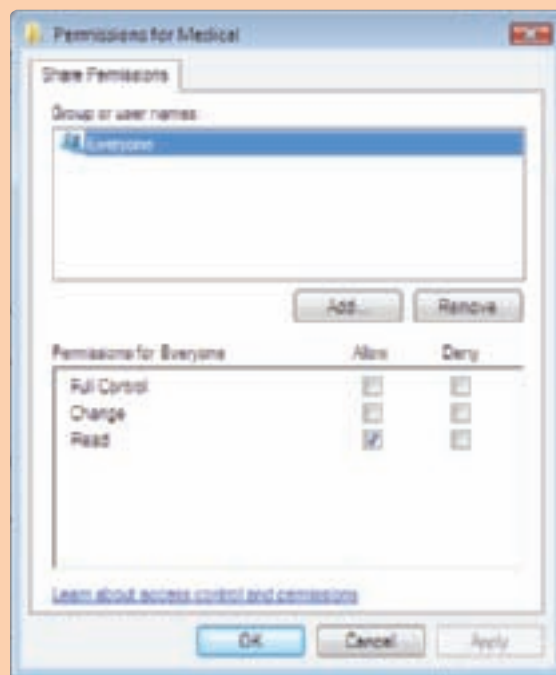 Permissions for Medical
Share Permissions
Group or user names:
Everyone
Add...
Remove
Permissions for Everyone
Allow
Deny
Full Control
Change
Read
Learn about access control and permissions
OK
Cancel
Apply